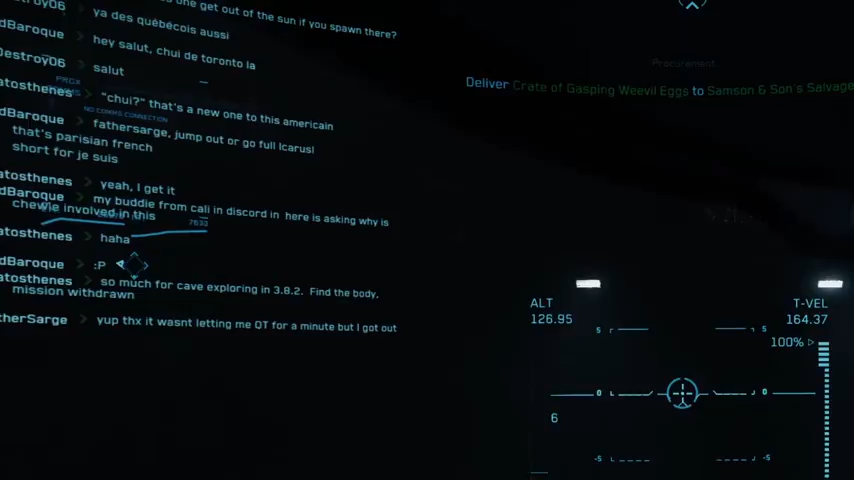 one get out of the sun if you spawn there?
roy06 > ya des québécois aussi
dBaroque > hey salut, chui de toronto la
Destroy06 > salut
atosthenes > "chui?" that's a new one to this americain
dBaroque > fathersarge, jump out or go full Icarus!
NO COMMS CONNECTION
that's parisian french
short for je suis
atosthenes > yeah, I get it
dBaroque > my buddie from cali in discord in here is asking why is
chewie involved in this
7633
atosthenes > haha
dBaroque > :P
atosthenes > so much for cave exploring in 3.8.2. Find the body,
mission withdrawn
therSarge > yup thx it wasnt letting me QT for a minute but I got out
Procurement
Deliver Crate of Gasping Weevil Eggs to Samson & Son's Salvage
ALT
126.95
T-VEL
164.37
100%
5 5
0 0
6
-5 -5